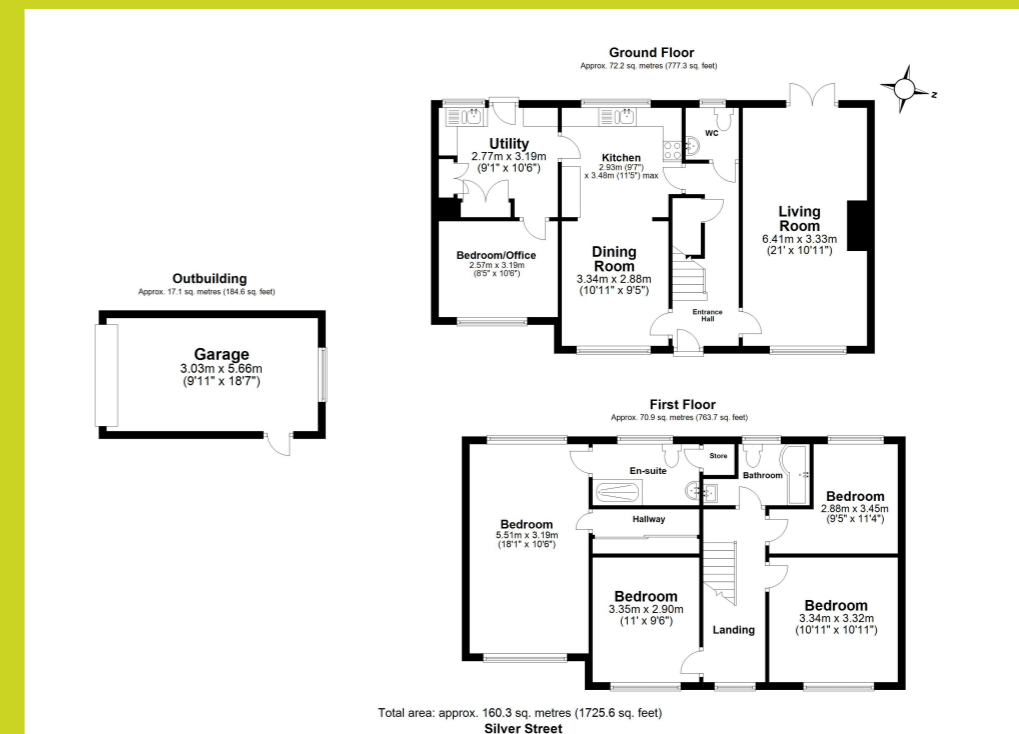 Ground Floor
Approx. 72.2 sq. metres (777.3 sq. feet)
N
Utility
2.77m x 3.19m
(9'1" x 10'6")
Kitchen
2.93m (9'7")
x 3.48m (11'5") max
WC
Living
Room
6.41m x 3.33m
(21' x 10'11")
Bedroom/Office
2.57m x 3.19m
(8'5" x 10'6")
Dining
Room
3.34m x 2.88m
(10'11" x 9'5")
Entrance
Hall
Outbuilding
Approx. 17.1 sq. metres (184.6 sq. feet)
Garage
3.03m x 5.66m
(9'11" x 18'7")
First Floor
Approx. 70.9 sq. metres (763.7 sq. feet)
En-suite
Store
Bathroom
Bedroom
2.88m x 3.45m
(9'5" x 11'4")
Bedroom
5.51m x 3.19m
(18'1" x 10'6")
Hallway
Bedroom
3.35m x 2.90m
(11' x 9'6")
Landing
Bedroom
3.34m x 3.32m
(10'11" x 10'11")
Total area: approx. 160.3 sq. metres (1725.6 sq. feet)
Silver Street